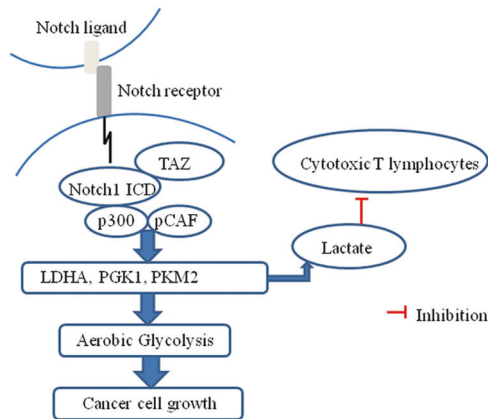 Notch ligand
Notch receptor
TAZ
Notch1 ICD
p300
pCAF
LDHA, PGK1, PKM2
Aerobic Glycolysis
Cancer cell growth
Cytotoxic T lymphocytes
Lactate
Inhibition